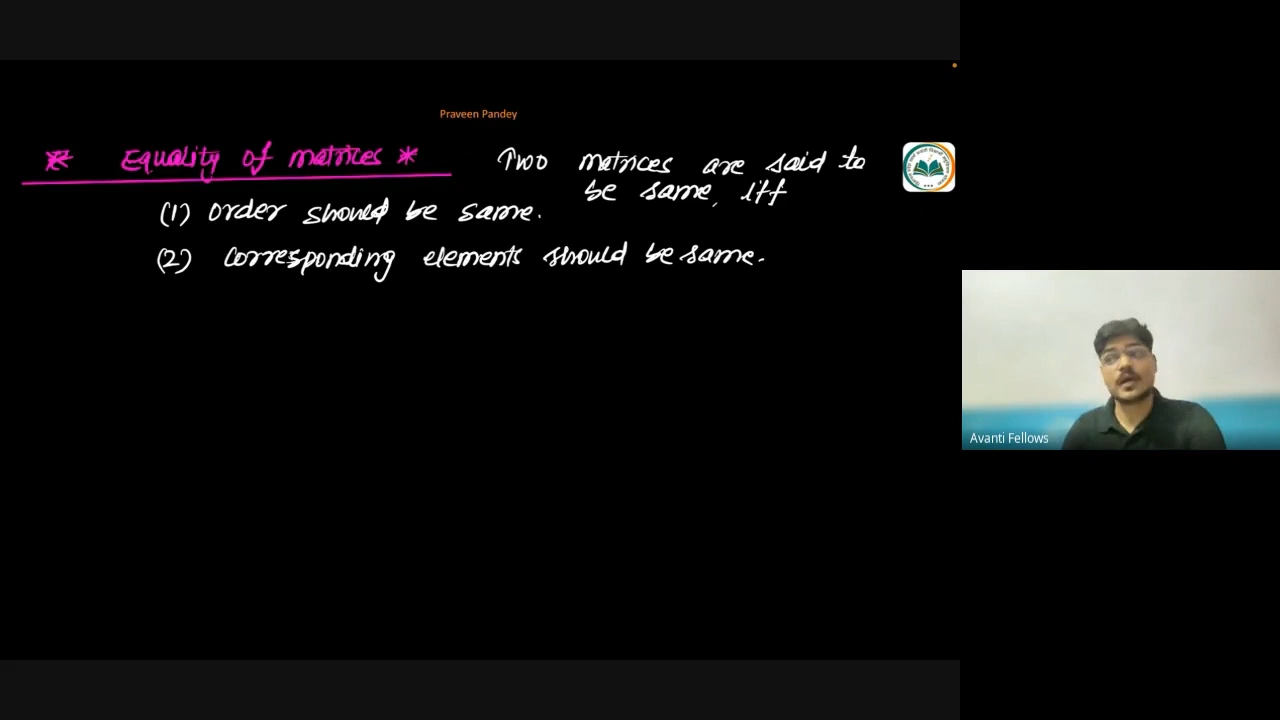 Praveen Pandey
* Equality of matrices * Two matrices are said to
be same, iff
(1) order should be same.
(2) corresponding elements should be same.
Avanti Fellows